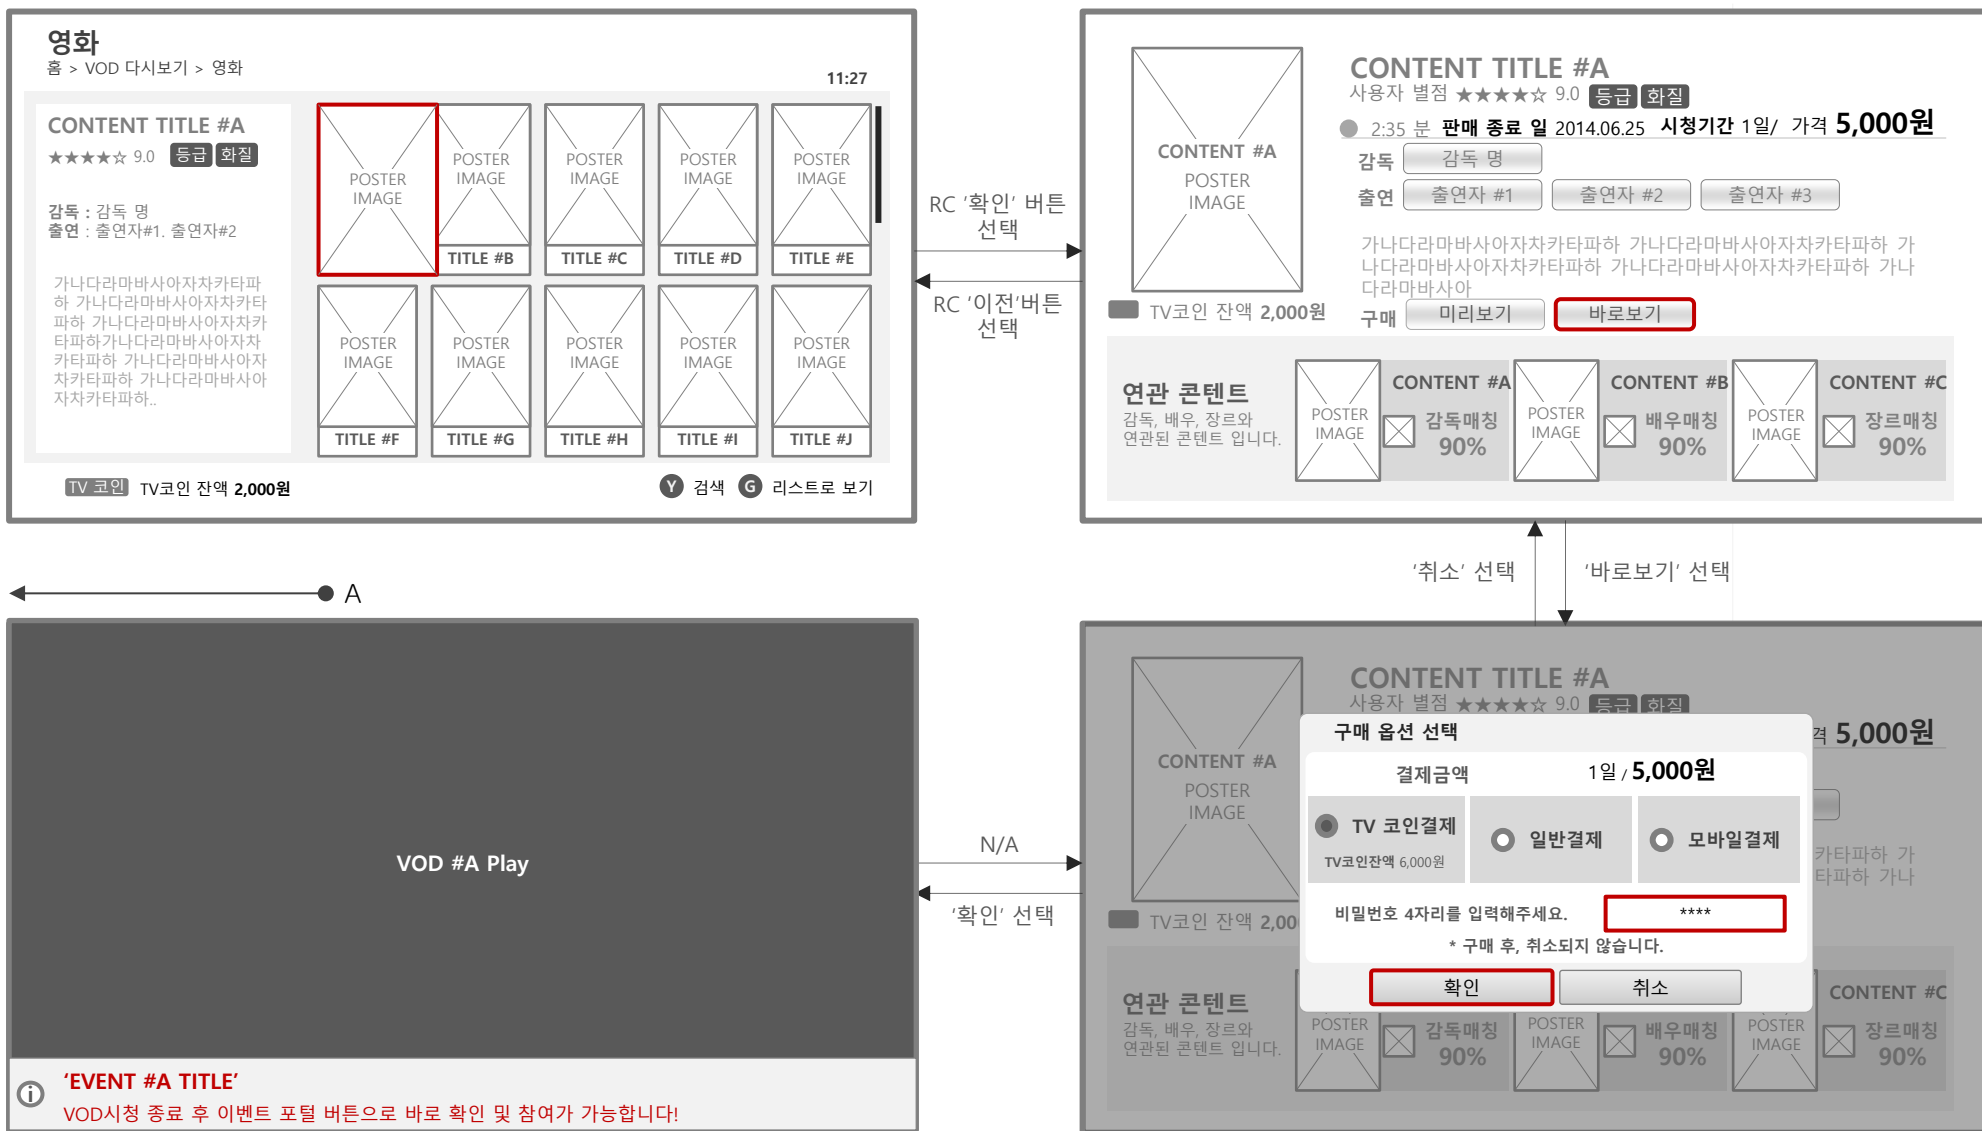 영화
홈 > VOD 다시보기 > 영화
11:27
CONTENT TITLE #A
★★★★☆ 9.0 등급 화질
감독 : 감독 명
출연 : 출연자#1. 출연자#2
가나다라마바사아자차카타파
하 가나다라마바사아자차카타
파하 가나다라마바사아자차카
타파하가나다라마바사아자차
카타파하 가나다라마바사아자
차카타파하 가나다라마바사아
자차카타파하..
POSTER
IMAGE
POSTER
IMAGE
TITLE #B
POSTER
IMAGE
TITLE #C
POSTER
IMAGE
TITLE #D
POSTER
IMAGE
TITLE #E
POSTER
IMAGE
TITLE #F
POSTER
IMAGE
TITLE #G
POSTER
IMAGE
TITLE #H
POSTER
IMAGE
TITLE #I
POSTER
IMAGE
TITLE #J
TV 코인 TV코인 잔액 2,000원
Y 검색 G 리스트로 보기
RC '확인' 버튼
선택
RC '이전'버튼
선택
CONTENT #A
POSTER
IMAGE
TV코인 잔액 2,000원
CONTENT TITLE #A
사용자 별점 ★★★★☆ 9.0 등급 화질
2:35 분 판매 종료 일 2014.06.25 시청기간 1일/ 가격 5,000원
감독 감독 명
출연 출연자 #1 출연자 #2 출연자 #3
가나다라마바사아자차카타파하 가나다라마바사아자차카타파하 가
나다라마바사아자차카타파하 가나다라마바사아자차카타파하 가나
다라마바사아
구매 미리보기 바로보기
연관 콘텐트
감독, 배우, 장르와
연관된 콘텐트 입니다.
POSTER
IMAGE
CONTENT #A
감독매칭
90%
POSTER
IMAGE
CONTENT #B
배우매칭
90%
POSTER
IMAGE
CONTENT #C
장르매칭
90%
'취소' 선택
'바로보기' 선택
A
VOD #A Play
'EVENT #A TITLE'
VOD시청 종료 후 이벤트 포털 버튼으로 바로 확인 및 참여가 가능합니다!
N/A
'확인' 선택
CONTENT #A
POSTER
IMAGE
TV코인 잔액 2,00
CONTENT TITLE #A
사용자 별점 ★★★★☆ 9.0 등급 화질
격 5,000원
카타파하 가
타파하 가나
구매 옵션 선택
결제금액 1일 / 5,000원
TV 코인결제
TV코인잔액 6,000원
일반결제
모바일결제
비밀번호 4자리를 입력해주세요. ****
* 구매 후, 취소되지 않습니다.
확인 취소
연관 콘텐트
감독, 배우, 장르와
연관된 콘텐트 입니다.
POSTER
IMAGE
감독매칭
90%
POSTER
IMAGE
배우매칭
90%
POSTER
IMAGE
CONTENT #C
장르매칭
90%